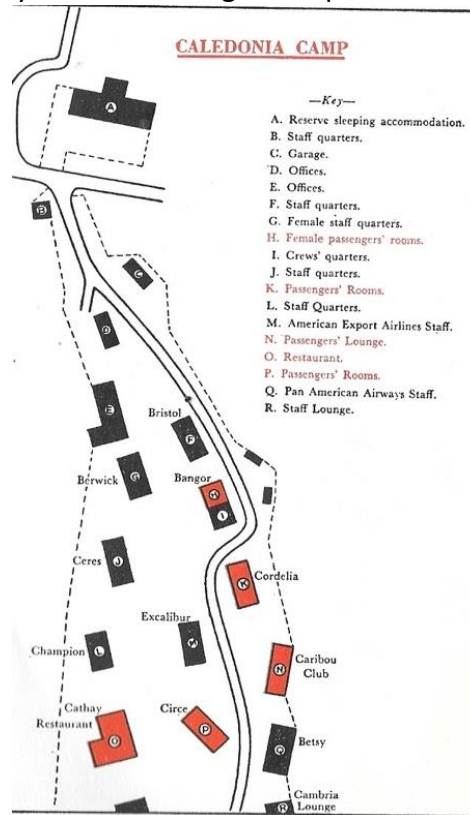 CALEDONIA CAMP
—Key—
A. Reserve sleeping accommodation.
B. Staff quarters.
C. Garage.
D. Offices.
E. Offices.
F. Staff quarters.
G. Female staff quarters.
H. Female passengers' rooms.
I. Crews' quarters.
J. Staff quarters.
K. Passengers' Rooms.
L. Staff Quarters.
M. American Export Airlines Staff.
N. Passengers' Lounge.
O. Restaurant.
P. Passengers' Rooms.
Q. Pan American Airways Staff.
R. Staff Lounge.
A
B
C
D
E
Bristol
F
Berwick
G
Bangor
H
I
Ceres
J
Cordelia
K
Excalibur
M
Champion
L
Caribou
Club
N
Cathay
Restaurant
O
Circe
P
Betsy
Q
Cambria
Lounge
R